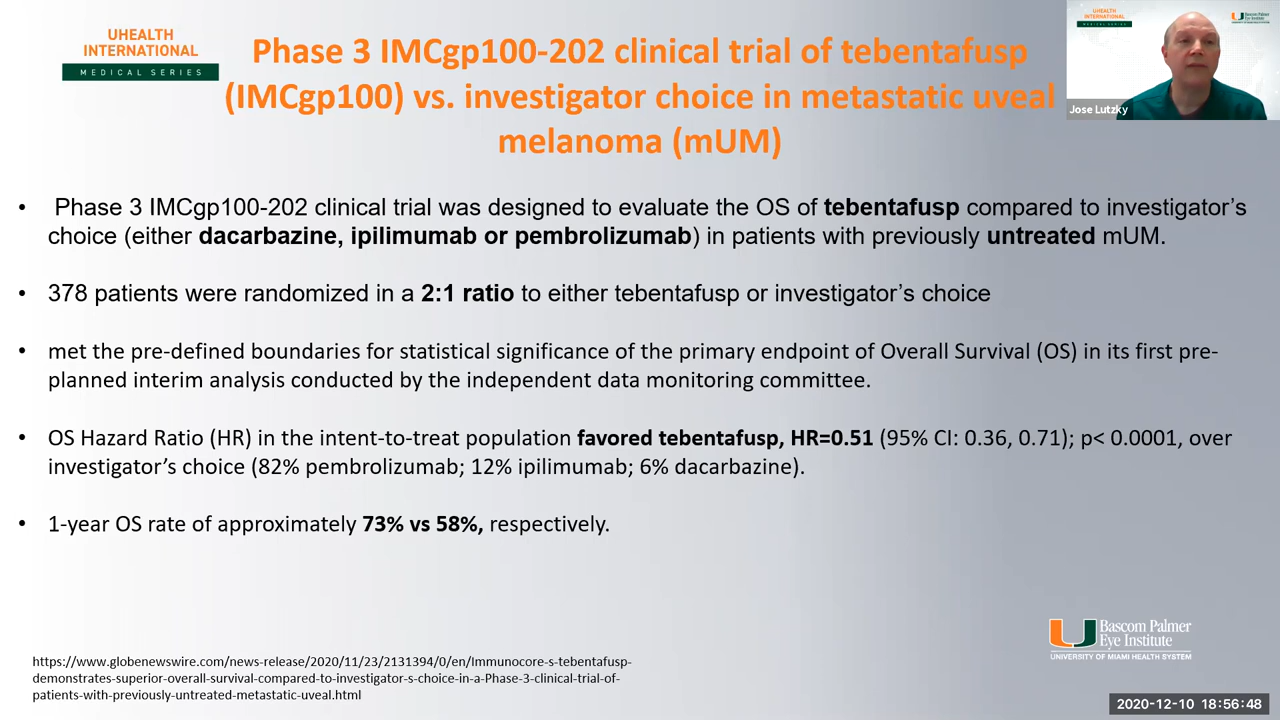 UHEALTH
INTERNATIONAL
MEDICAL SERIES
Phase 3 IMCgp100-202 clinical trial of tebentafusp
(IMCgp100) vs. investigator choice in metastatic uveal
melanoma (mUM)
Jose Lutzky
• Phase 3 IMCgp100-202 clinical trial was designed to evaluate the OS of tebentafusp compared to investigator's
choice (either dacarbazine, ipilimumab or pembrolizumab) in patients with previously untreated mUM.
• 378 patients were randomized in a 2:1 ratio to either tebentafusp or investigator's choice
• met the pre-defined boundaries for statistical significance of the primary endpoint of Overall Survival (OS) in its first pre-
planned interim analysis conducted by the independent data monitoring committee.
• OS Hazard Ratio (HR) in the intent-to-treat population favored tebentafusp, HR=0.51 (95% CI: 0.36, 0.71); p< 0.0001, over
investigator's choice (82% pembrolizumab; 12% ipilimumab; 6% dacarbazine).
• 1-year OS rate of approximately 73% vs 58%, respectively.
Bascom Palmer
Eye Institute
UNIVERSITY OF MIAMI HEALTH SYSTEM
https://www.globenewswire.com/news-release/2020/11/23/2131394/0/en/Immunocore-s-tebentafusp-
demonstrates-superior-overall-survival-compared-to-investigator-s-choice-in-a-Phase-3-clinical-trial-of-
patients-with-previously-untreated-metastatic-uveal.html
2020-12-10 18:56:48